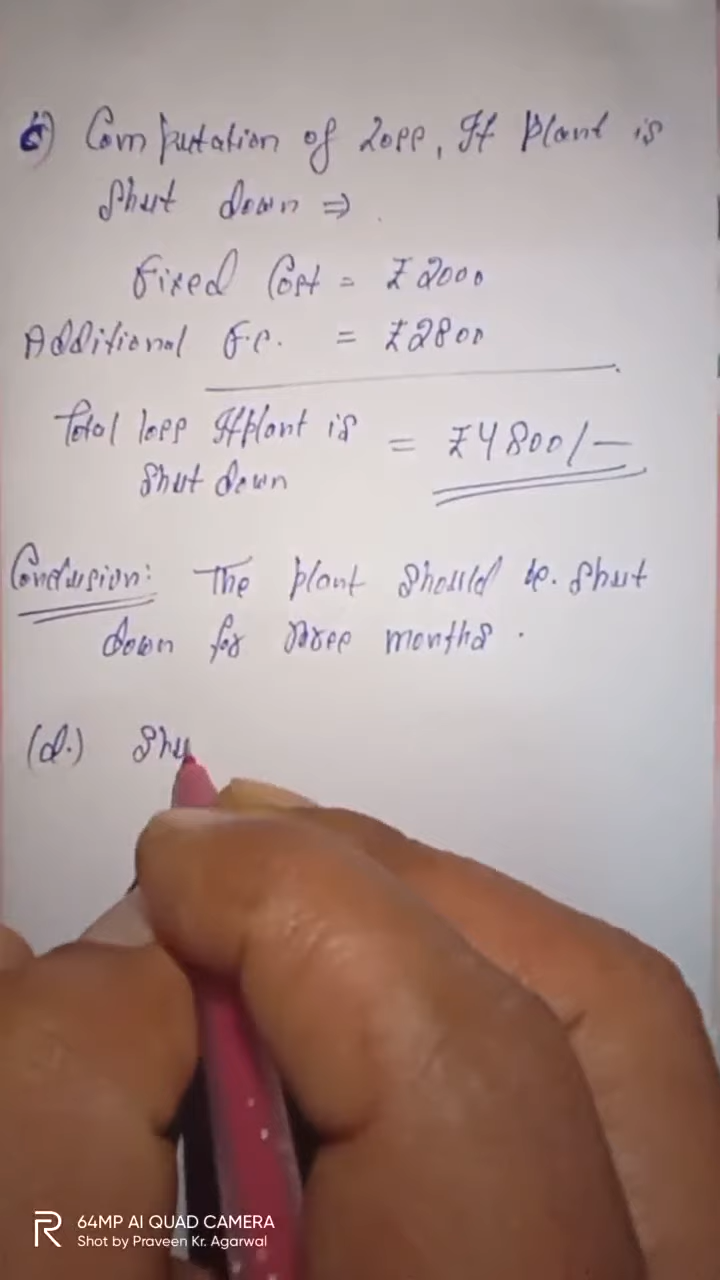 c) Computation of Loss, If Plant is
Shut down ⇒
Fixed Cost = ₹2000
Additional F.C. = ₹2800
Total loss If plant is = ₹4800/-
Shut down
Conclusion: The plant should be. Shut
down for three months.
(d.) Shu
64MP AI QUAD CAMERA
Shot by Praveen Kr. Agarwal